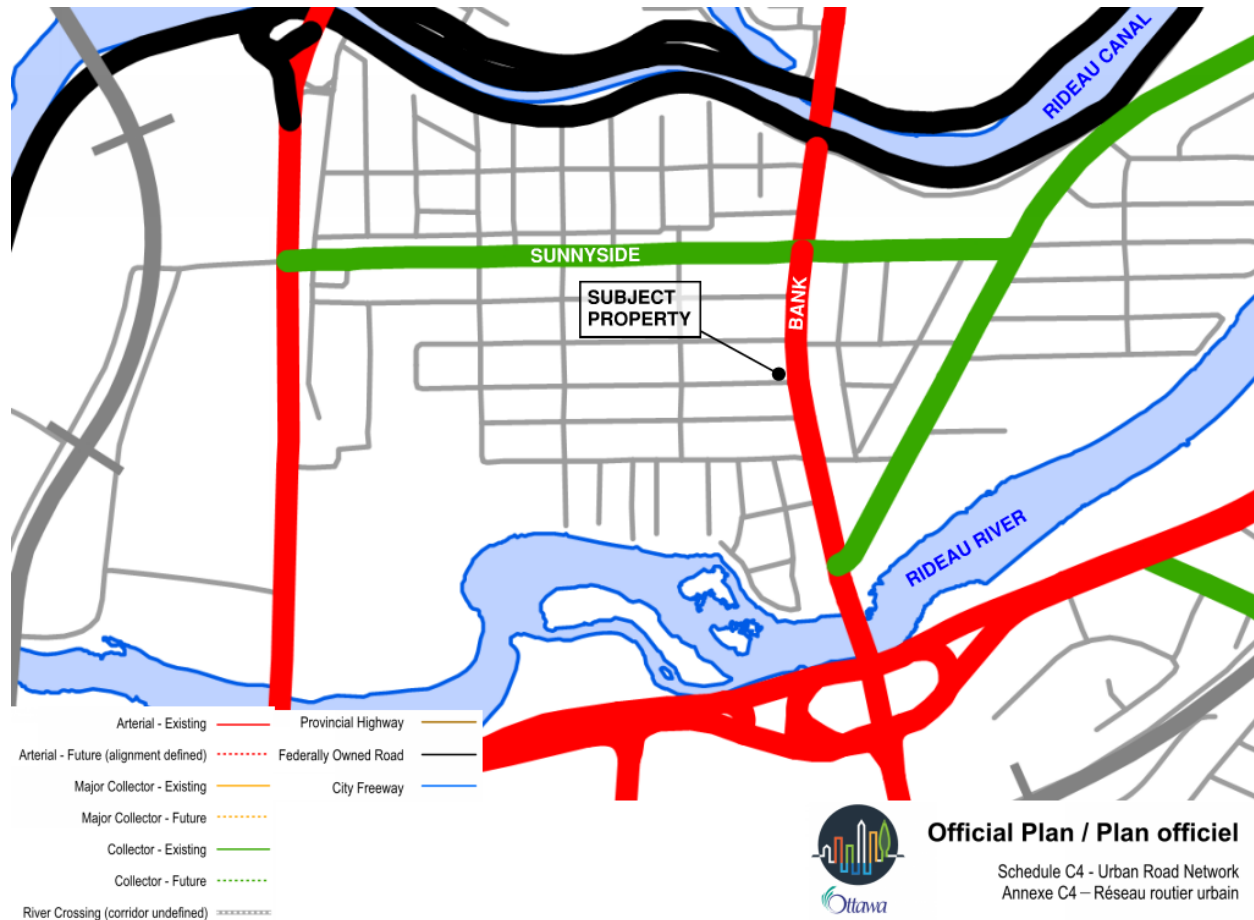 RIDEAU CANAL
SUNNYSIDE
BANK
SUBJECT
PROPERTY
RIDEAU RIVER
Arterial - Existing
Arterial - Future (alignment defined)
Major Collector - Existing
Major Collector - Future
Collector - Existing
Collector - Future
River Crossing (corridor undefined)
Provincial Highway
Federally Owned Road
City Freeway
Ottawa
Official Plan / Plan officiel
Schedule C4 - Urban Road Network
Annexe C4 – Réseau routier urbain